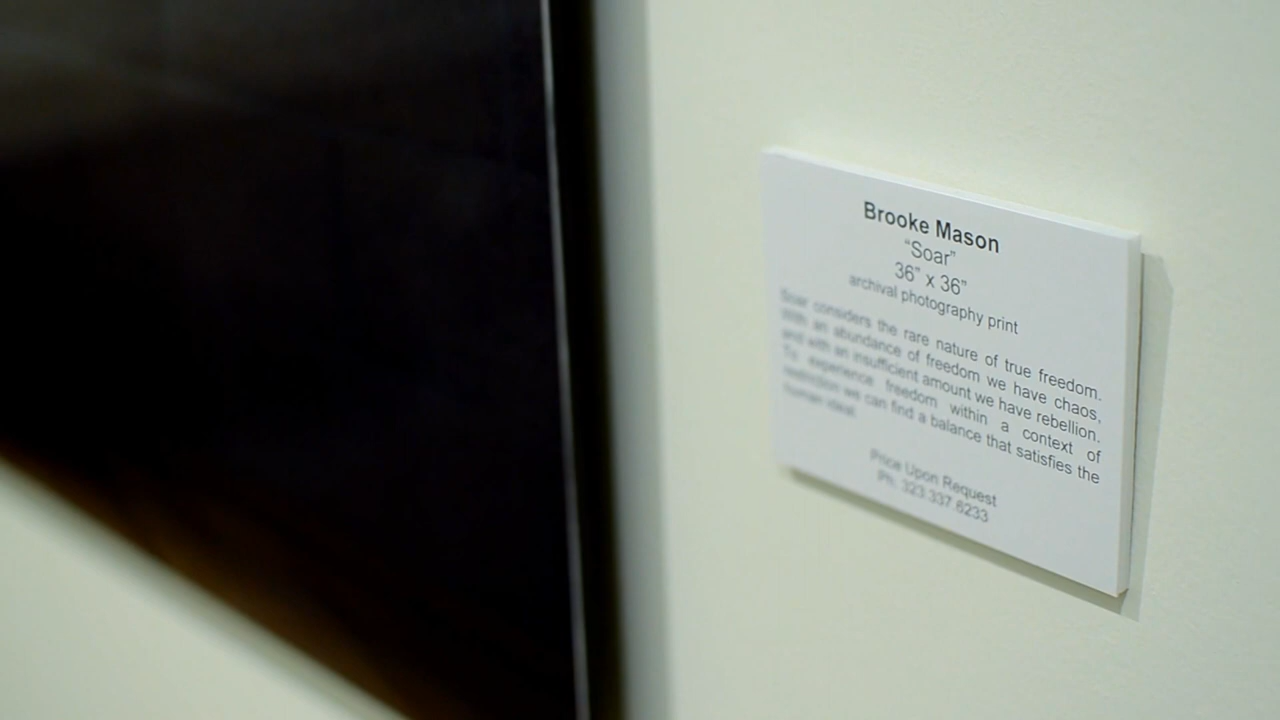 Brooke Mason
“Soar”
36” x 36”
archival photography print
Soar considers the rare nature of true freedom.
With an abundance of freedom we have chaos,
and with an insufficient amount we have rebellion.
To experience freedom within a context of
restriction we can find a balance that satisfies the
human ideal.
Price Upon Request
Ph. 323.337.6233